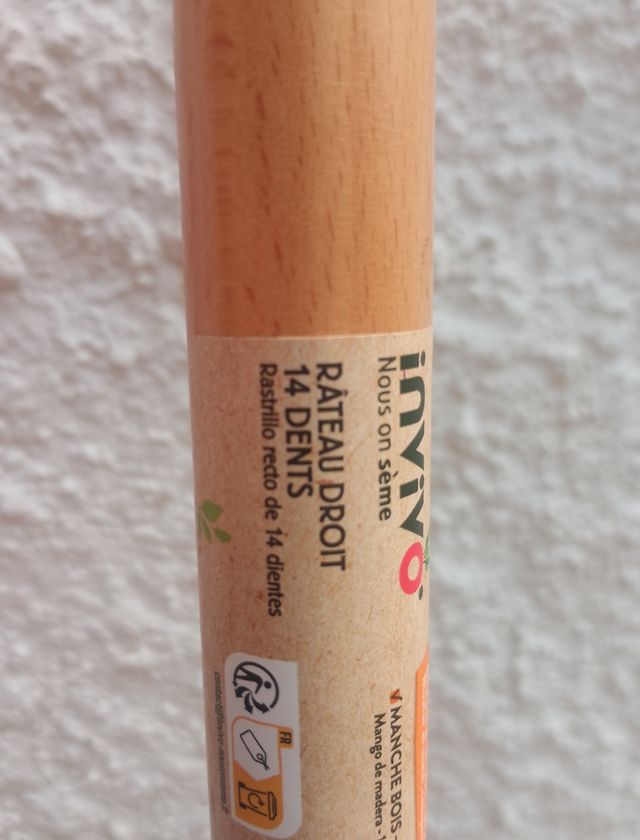 invivo
Nous on sème
RÂTEAU DROIT
14 DENTS
Rastrillo recto de 14 dientes
MANCHE BOIS -
Mango de madera -
FR